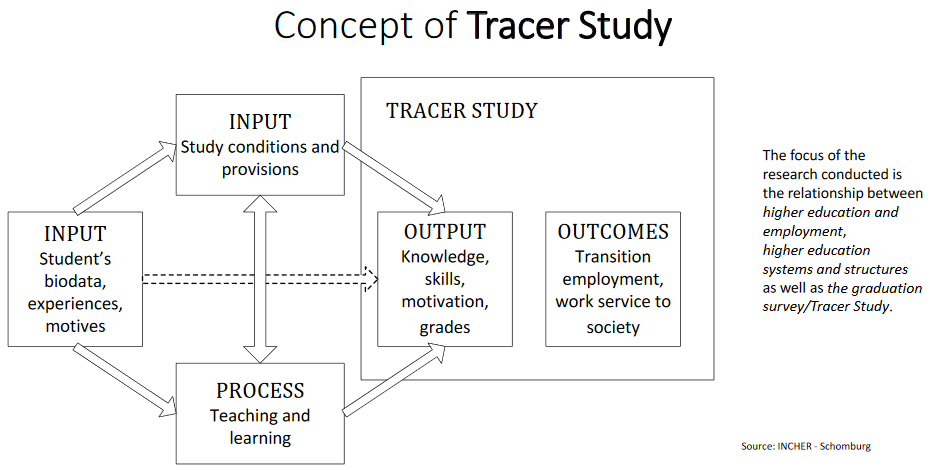 Concept of Tracer Study
INPUT
Study conditions and
provisions
TRACER STUDY
INPUT
Student’s
biodata,
experiences,
motives
OUTPUT
Knowledge,
skills,
motivation,
grades
OUTCOMES
Transition
employment,
work service to
society
PROCESS
Teaching and
learning
The focus of the
research conducted is
the relationship between
higher education and
employment,
higher education
systems and structures
as well as the graduation
survey/Tracer Study.
Source: INCHER - Schomburg